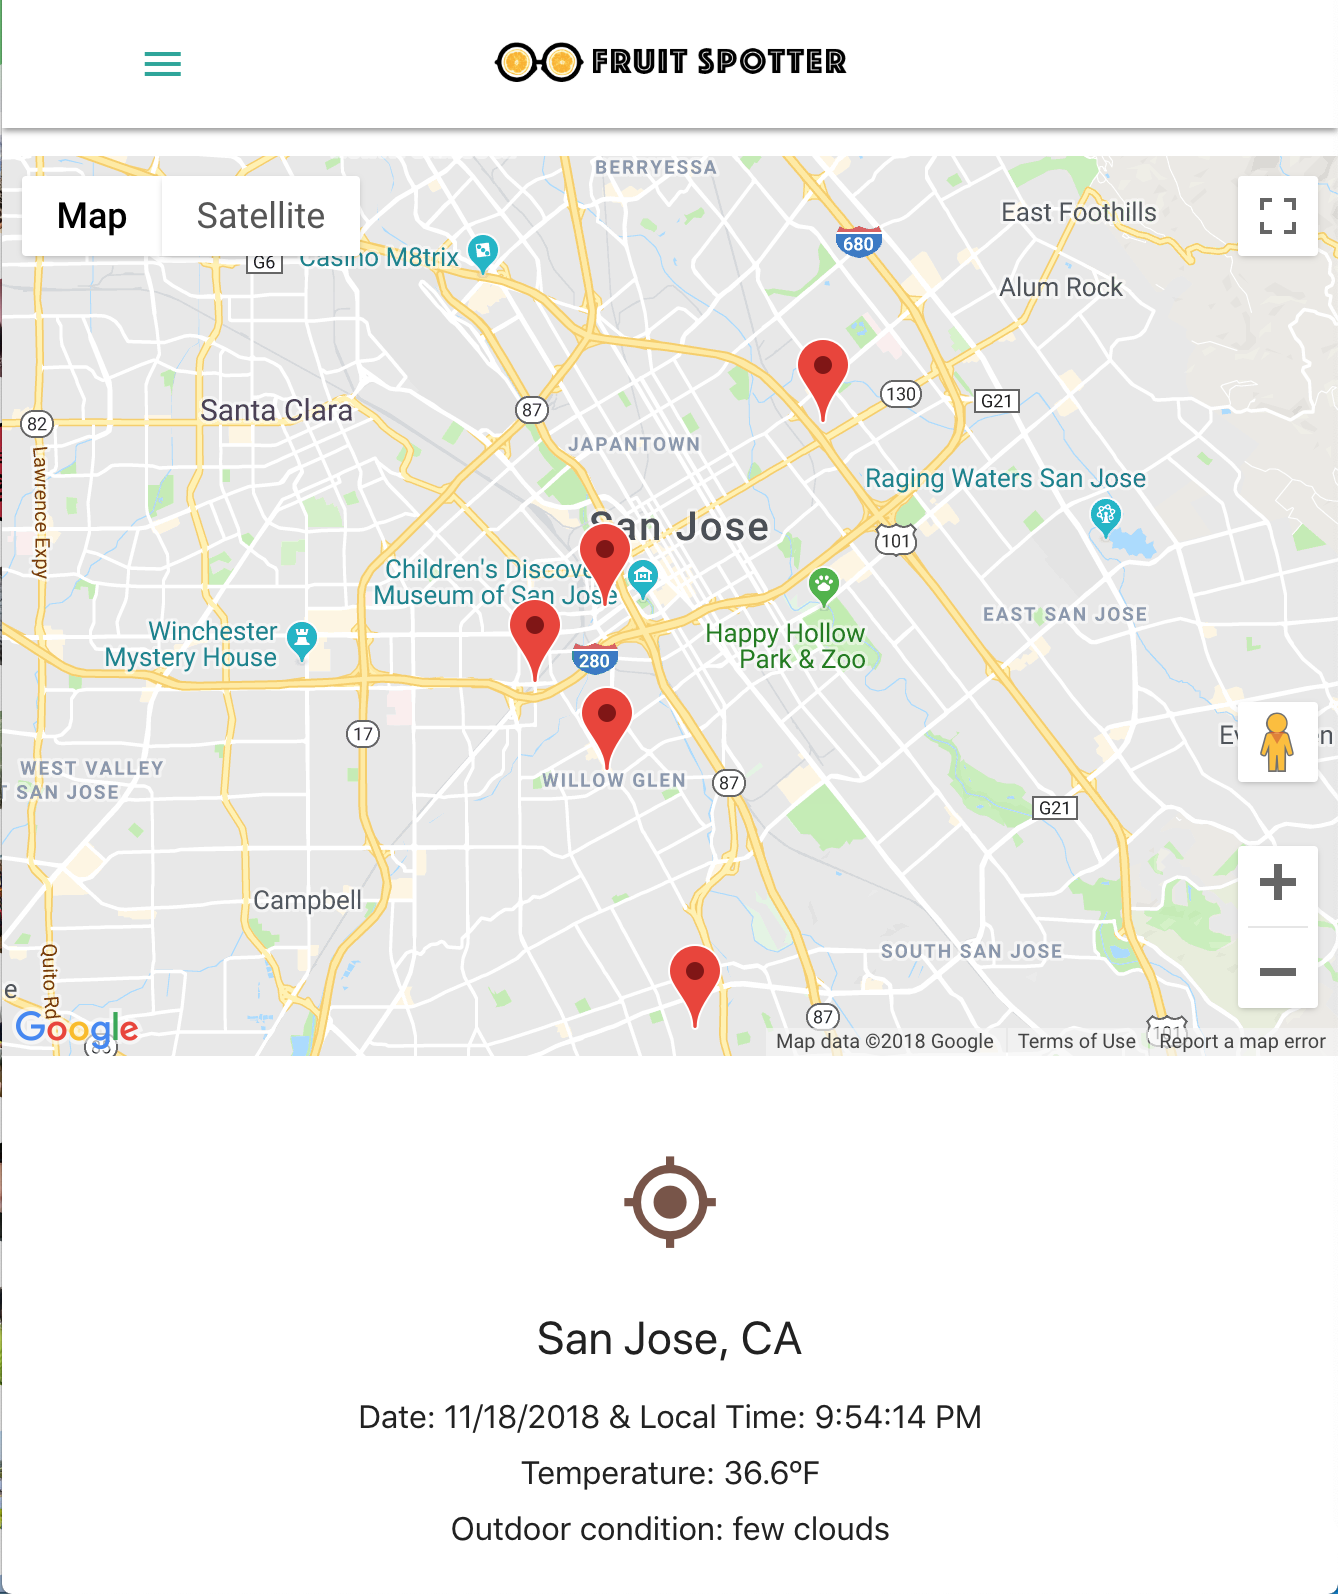 FRUIT SPOTTER
BERRYESSA
Map
Satellite
East Foothills
680
Casino M8trix
G6
Alum Rock
130
G21
Santa Clara
87
82
JAPANTOWN
Lawrence Expy
Raging Waters San Jose
San Jose
101
Children's Discove
Museum of San Jose
EAST SAN JOSE
Winchester
Mystery House
Happy Hollow
Park & Zoo
280
17
WEST VALLEY
SAN JOSE
WILLOW GLEN
87
G21
Campbell
SOUTH SAN JOSE
Quito Rd
87
101
Google
85
Map data ©2018 Google
Terms of Use
Report a map error
San Jose, CA
Date: 11/18/2018 & Local Time: 9:54:14 PM
Temperature: 36.6°F
Outdoor condition: few clouds